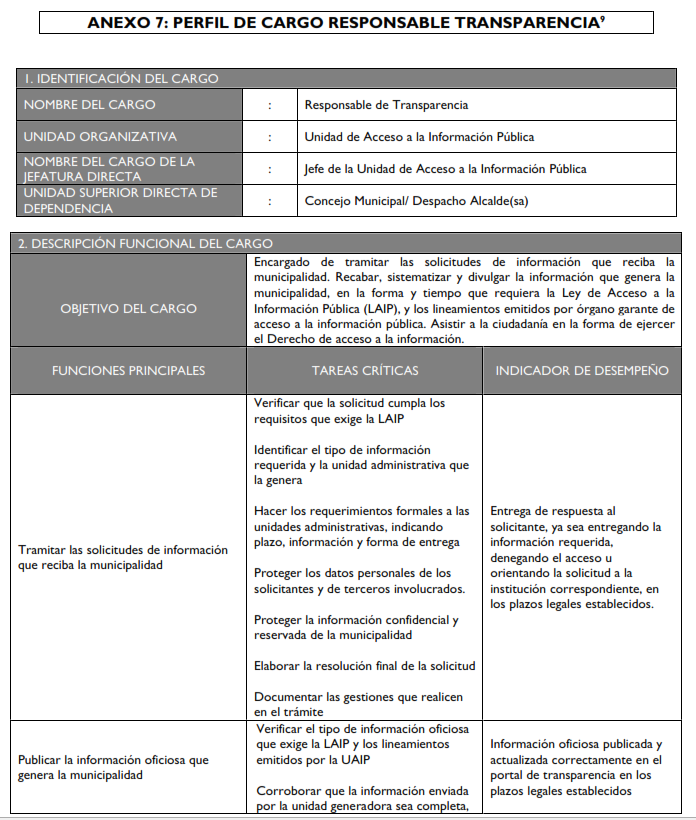 ANEXO 7: PERFIL DE CARGO RESPONSABLE TRANSPARENCIA⁹
1. IDENTIFICACIÓN DEL CARGO
NOMBRE DEL CARGO : Responsable de Transparencia
UNIDAD ORGANIZATIVA : Unidad de Acceso a la Información Pública
NOMBRE DEL CARGO DE LA
JEFATURA DIRECTA : Jefe de la Unidad de Acceso a la Información Pública
UNIDAD SUPERIOR DIRECTA DE
DEPENDENCIA : Concejo Municipal/ Despacho Alcalde(sa)
2. DESCRIPCIÓN FUNCIONAL DEL CARGO
OBJETIVO DEL CARGO
Encargado de tramitar las solicitudes de información que reciba la
municipalidad. Recabar, sistematizar y divulgar la información que genera la
municipalidad, en la forma y tiempo que requiera la Ley de Acceso a la
Información Pública (LAIP), y los lineamientos emitidos por órgano garante de
acceso a la información pública. Asistir a la ciudadanía en la forma de ejercer
el Derecho de acceso a la información.
FUNCIONES PRINCIPALES
TAREAS CRÍTICAS
INDICADOR DE DESEMPEÑO
Tramitar las solicitudes de información
que reciba la municipalidad
Verificar que la solicitud cumpla los
requisitos que exige la LAIP
Identificar el tipo de información
requerida y la unidad administrativa que
la genera
Hacer los requerimientos formales a las
unidades administrativas, indicando
plazo, información y forma de entrega
Proteger los datos personales de los
solicitantes y de terceros involucrados.
Proteger la información confidencial y
reservada de la municipalidad
Elaborar la resolución final de la solicitud
Documentar las gestiones que realicen
en el trámite
Entrega de respuesta al
solicitante, ya sea entregando la
información requerida,
denegando el acceso u
orientando la solicitud a la
institución correspondiente, en
los plazos legales establecidos.
Publicar la información oficiosa que
genera la municipalidad
Verificar el tipo de información oficiosa
que exige la LAIP y los lineamientos
emitidos por la UAIP
Corroborar que la información enviada
por la unidad generadora sea completa,
Información oficiosa publicada y
actualizada correctamente en el
portal de transparencia en los
plazos legales establecidos